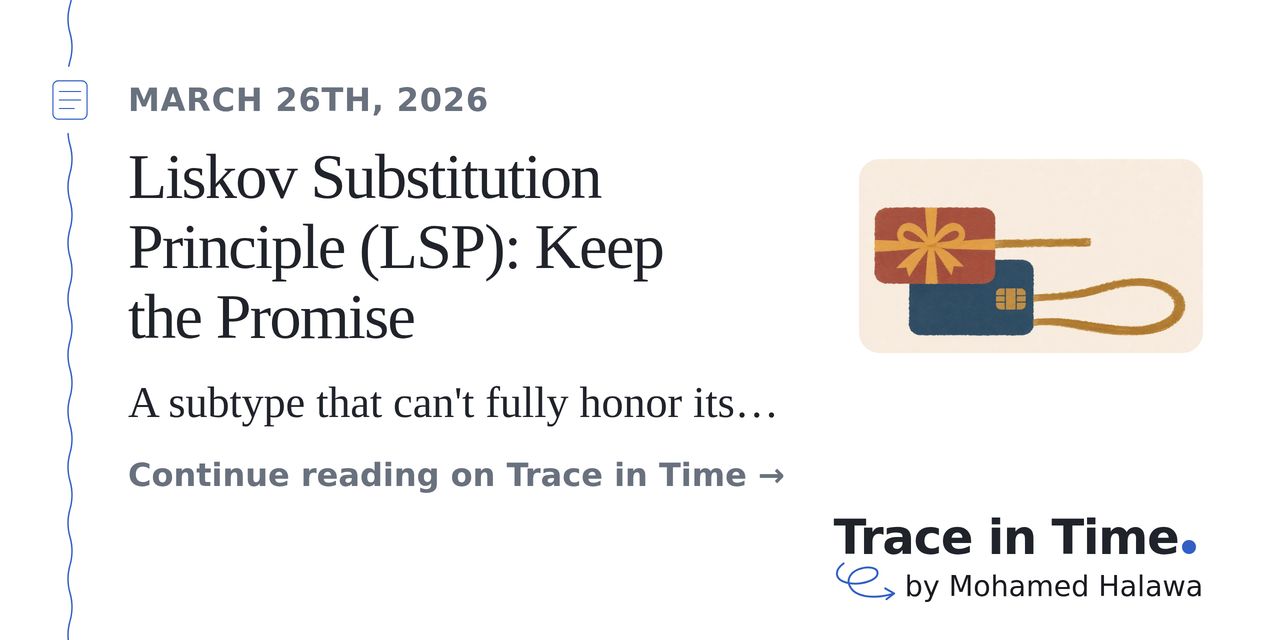 MARCH 26TH, 2026
Liskov Substitution
Principle (LSP): Keep
the Promise
A subtype that can't fully honor its…
Continue reading on Trace in Time →
Trace in Time.
by Mohamed Halawa